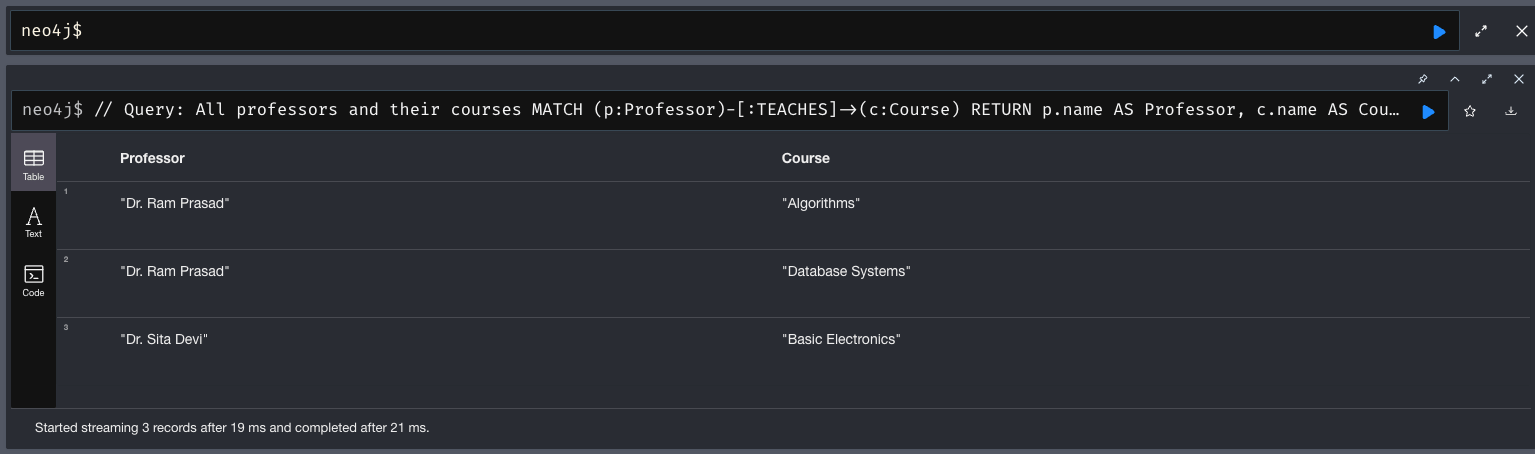 neo4j$
neo4j$ // Query: All professors and their courses MATCH (p:Professor)-[:TEACHES]→(c:Course) RETURN p.name AS Professor, c.name AS Cou…
Table
Text
Code
Professor Course
1 "Dr. Ram Prasad" "Algorithms"
2 "Dr. Ram Prasad" "Database Systems"
3 "Dr. Sita Devi" "Basic Electronics"
Started streaming 3 records after 19 ms and completed after 21 ms.